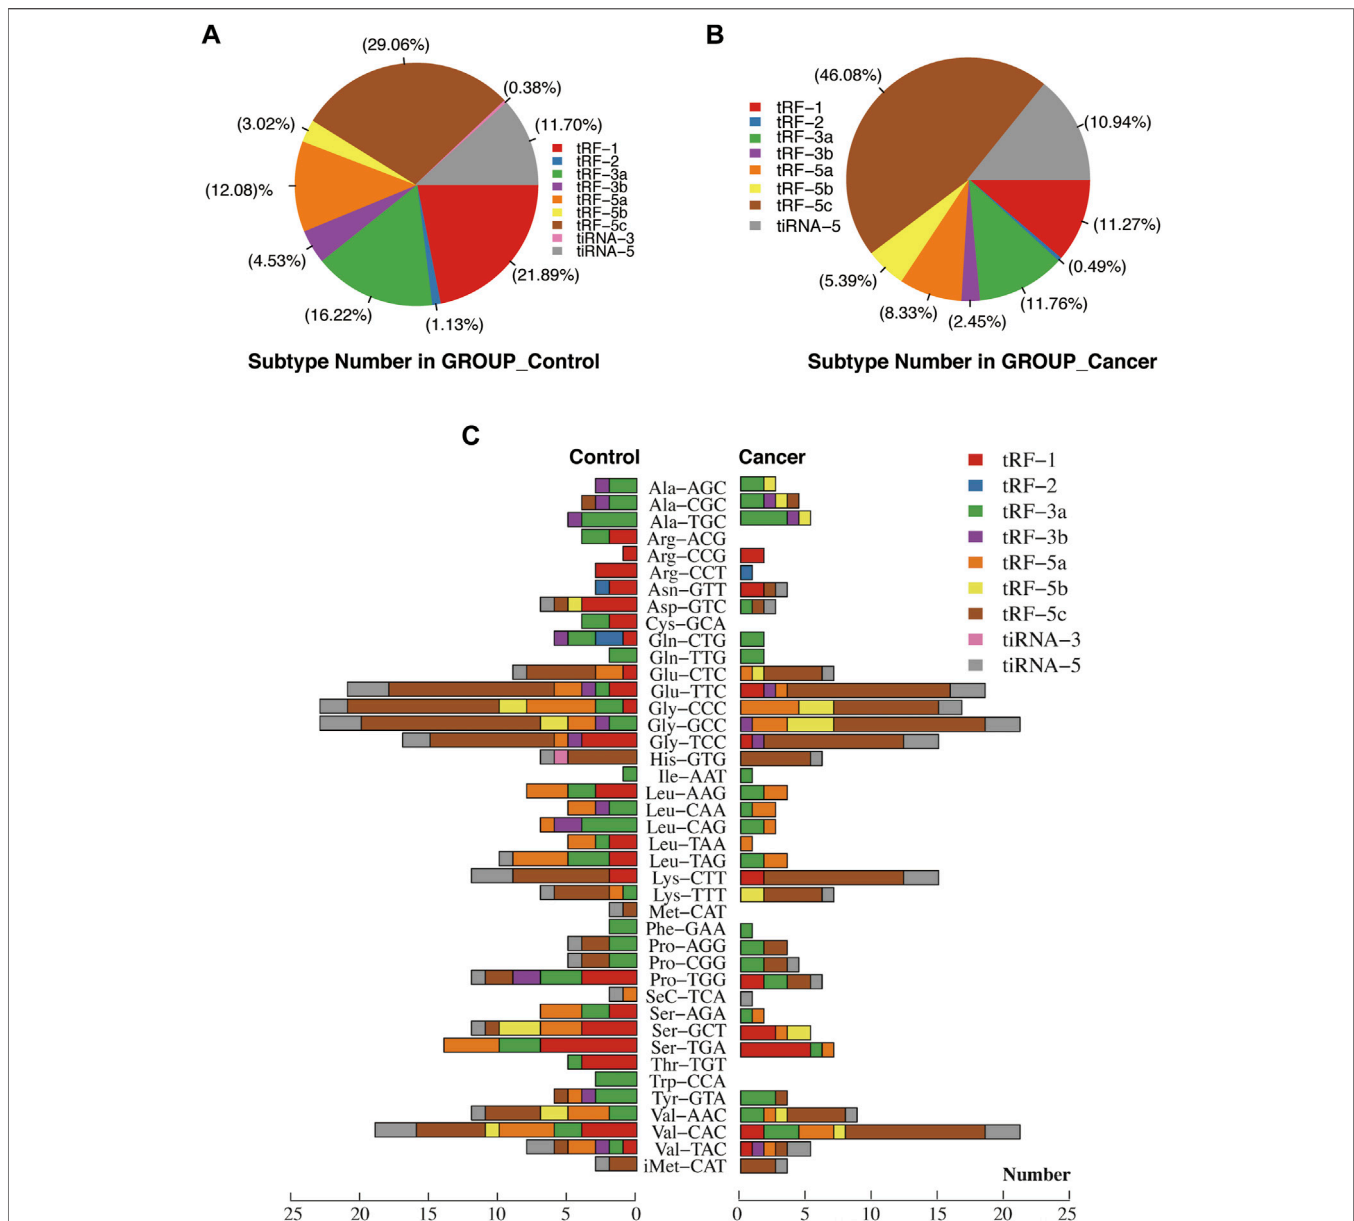 A
(29.06%)
(0.38%)
(11.70%)
(3.02%)
(12.08)%
(4.53%)
(16.22%)
(1.13%)
(21.89%)
tRF−1
tRF−2
tRF−3a
tRF−3b
tRF−5a
tRF−5b
tRF−5c
tiRNA−3
tiRNA−5
Subtype Number in GROUP_Control
B
(46.08%)
(10.94%)
(11.27%)
(0.49%)
(11.76%)
(2.45%)
(8.33%)
(5.39%)
tRF−1
tRF−2
tRF−3a
tRF−3b
tRF−5a
tRF−5b
tRF−5c
tiRNA−5
Subtype Number in GROUP_Cancer
C
Control
Cancer
Ala−AGC
Ala−CGC
Ala−TGC
Arg−ACG
Arg−CCG
Arg−CCT
Asn−GTT
Asp−GTC
Cys−GCA
Gln−CTG
Gln−TTG
Glu−CTC
Glu−TTC
Gly−CCC
Gly−GCC
Gly−TCC
His−GTG
Ile−AAT
Leu−AAG
Leu−CAA
Leu−CAG
Leu−TAA
Leu−TAG
Lys−CTT
Lys−TTT
Met−CAT
Phe−GAA
Pro−AGG
Pro−CGG
Pro−TGG
SeC−TCA
Ser−AGA
Ser−GCT
Ser−TGA
Thr−TGT
Trp−CCA
Tyr−GTA
Val−AAC
Val−CAC
Val−TAC
iMet−CAT
tRF−1
tRF−2
tRF−3a
tRF−3b
tRF−5a
tRF−5b
tRF−5c
tiRNA−3
tiRNA−5
Number
25 20 15 10 5 0
0 5 10 15 20 25